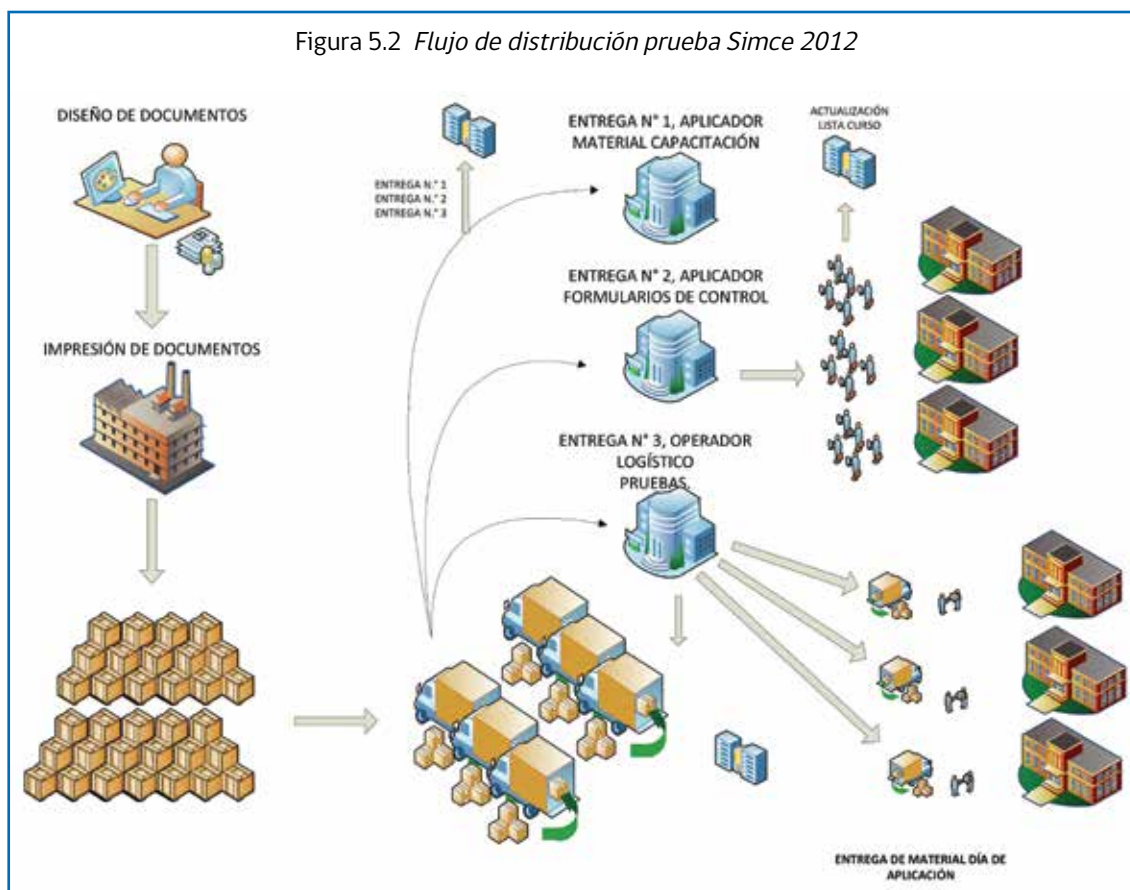 Figura 5.2 Flujo de distribución prueba Simce 2012
DISEÑO DE DOCUMENTOS
IMPRESIÓN DE DOCUMENTOS
ENTREGA N.° 1
ENTREGA N.° 2
ENTREGA N.° 3
ENTREGA N° 1, APLICADOR
MATERIAL CAPACITACIÓN
ACTUALIZACIÓN
LISTA CURSO
ENTREGA N° 2, APLICADOR
FORMULARIOS DE CONTROL
ENTREGA N° 3, OPERADOR
LOGÍSTICO
PRUEBAS.
ENTREGA DE MATERIAL DÍA DE
APLICACIÓN